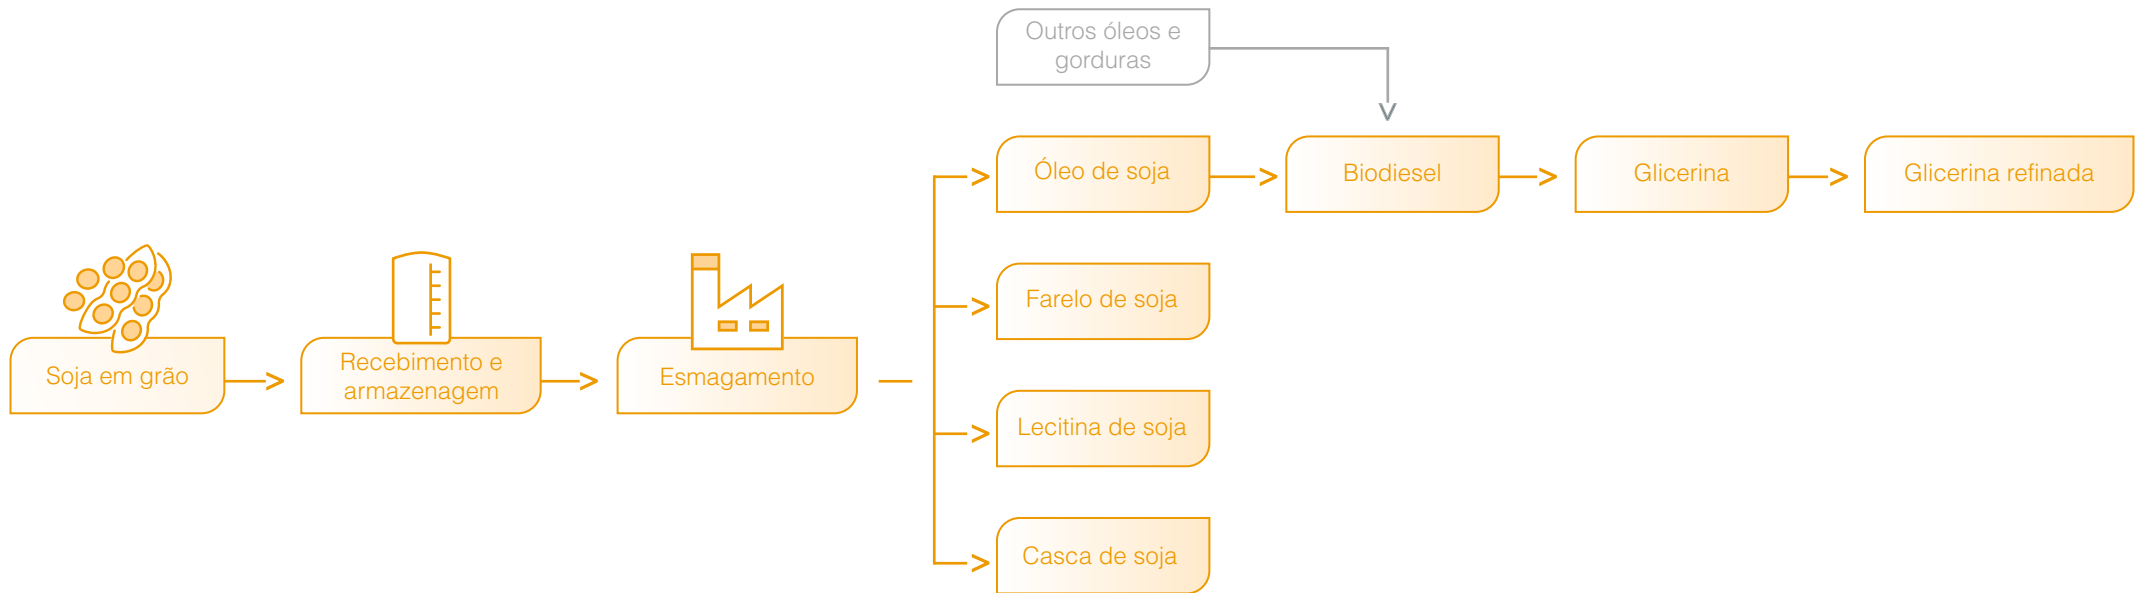 Outros óleos e
gorduras
Óleo de soja
Biodiesel
Glicerina
Glicerina refinada
Farelo de soja
Soja em grão
Recebimento e
armazenagem
Esmagamento
Lecitina de soja
Casca de soja